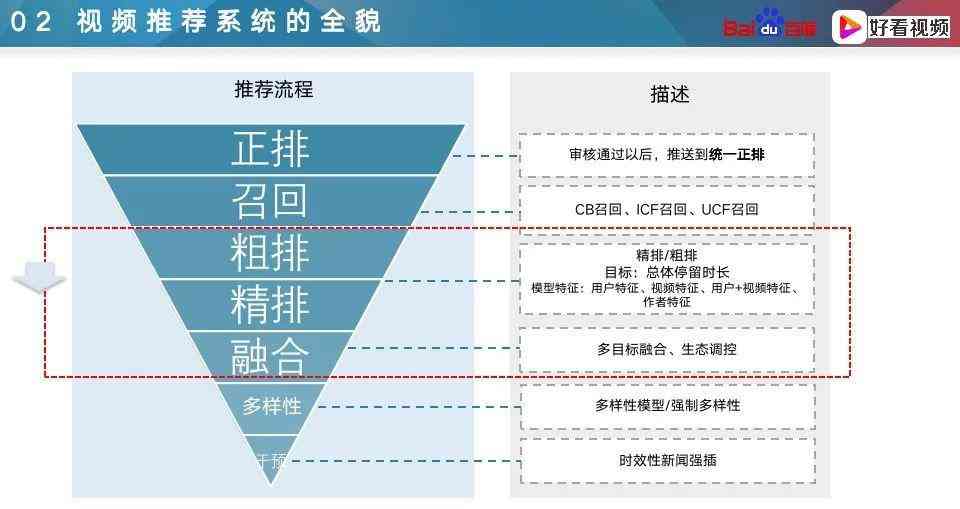 02 视频推荐系统的全貌
Baidu百度 好看视频
推荐流程
描述
正排
审核通过以后，推送到统一正排
召回
CB召回、ICF召回、UCF召回
粗排
精排/粗排
目标：总体停留时长
模型特征：用户特征、视频特征、用户+视频特征、
作者特征
精排
融合
多目标融合、生态调控
多样性
多样性模型/强制多样性
干预
时效性新闻强插